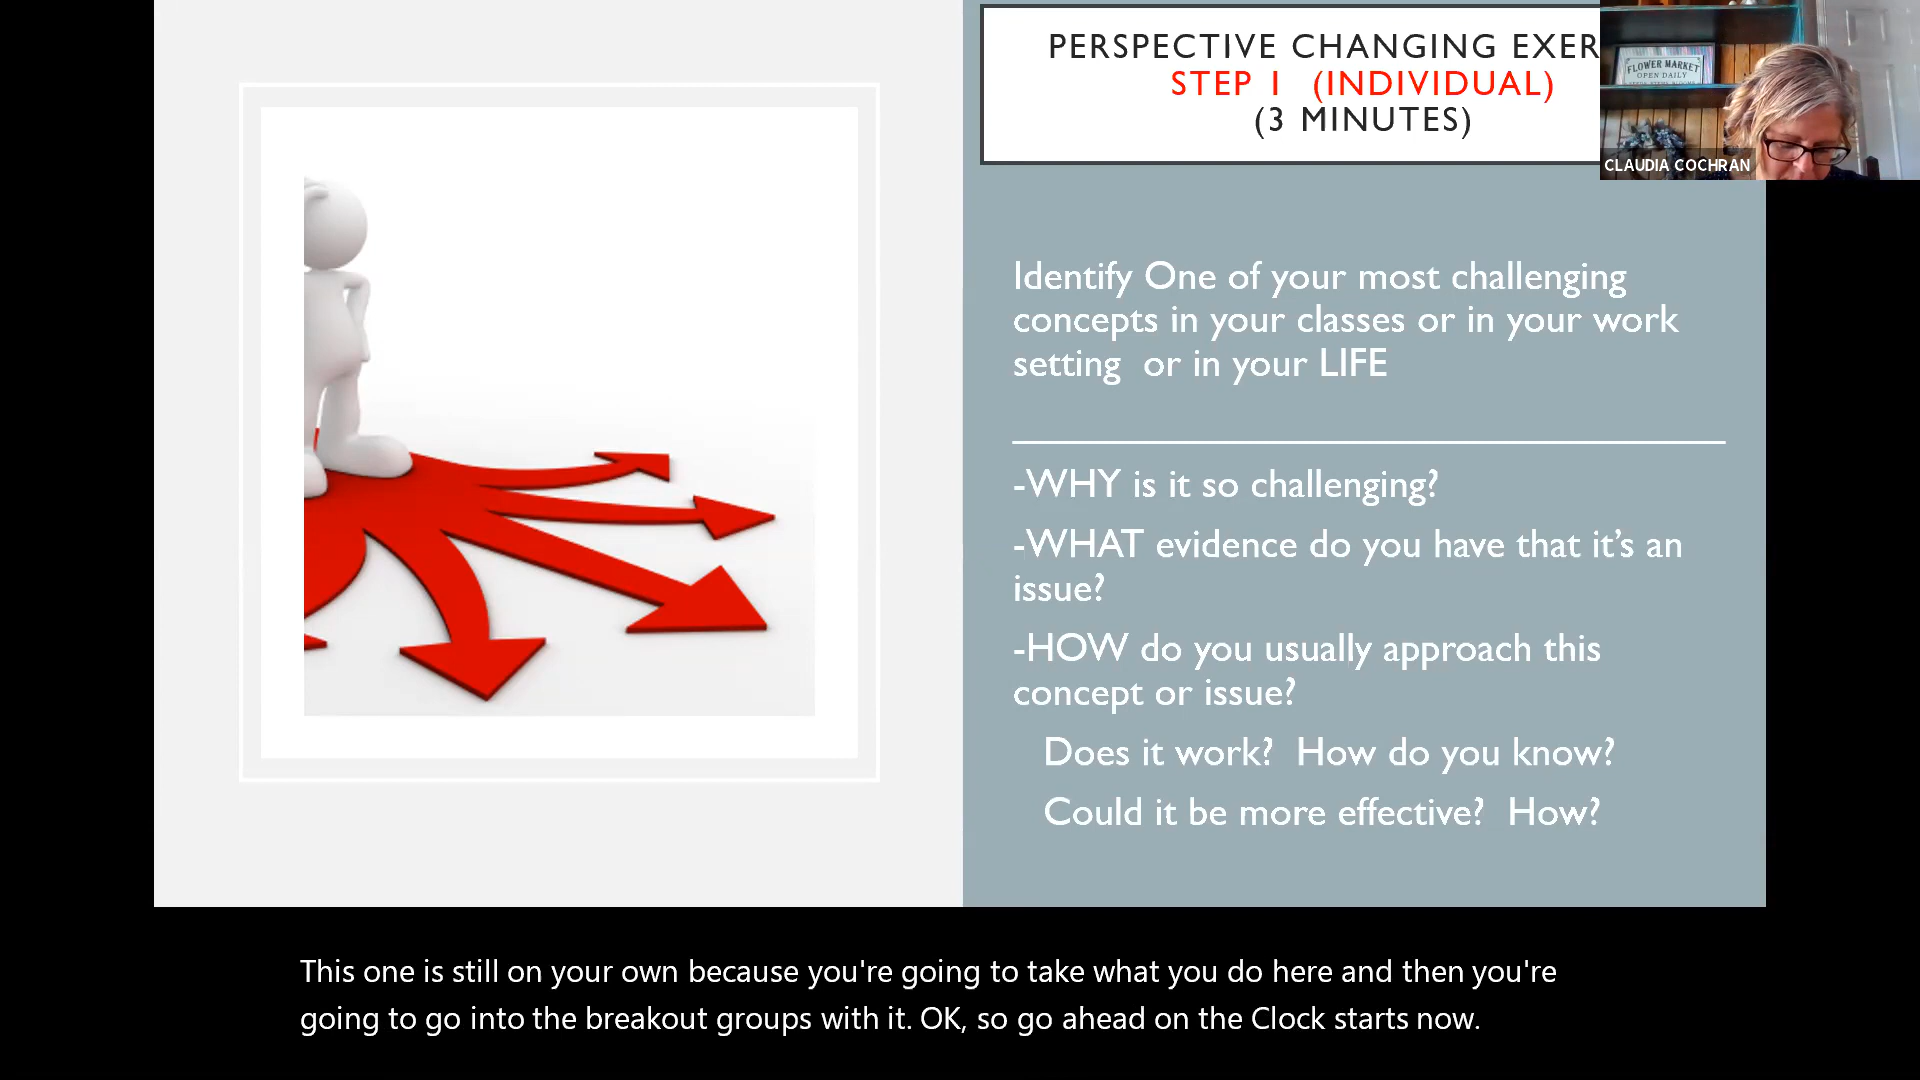 PERSPECTIVE CHANGING EXER
STEP 1 (INDIVIDUAL)
(3 MINUTES)
FLOWER MARKET
OPEN DAILY
CLAUDIA COCHRAN
Identify One of your most challenging
concepts in your classes or in your work
setting or in your LIFE
-WHY is it so challenging?
-WHAT evidence do you have that it’s an
issue?
-HOW do you usually approach this
concept or issue?
Does it work? How do you know?
Could it be more effective? How?
This one is still on your own because you're going to take what you do here and then you're
going to go into the breakout groups with it. OK, so go ahead on the Clock starts now.